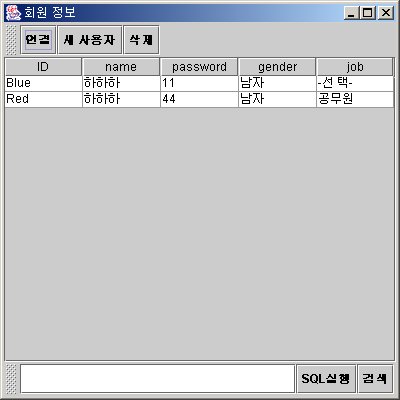 회원 정보
연결 새 사용자 삭제
ID name password gender job
Blue 하하하 11 남자 -선 택-
Red 하하하 44 남자 공무원
SQL실행 검색